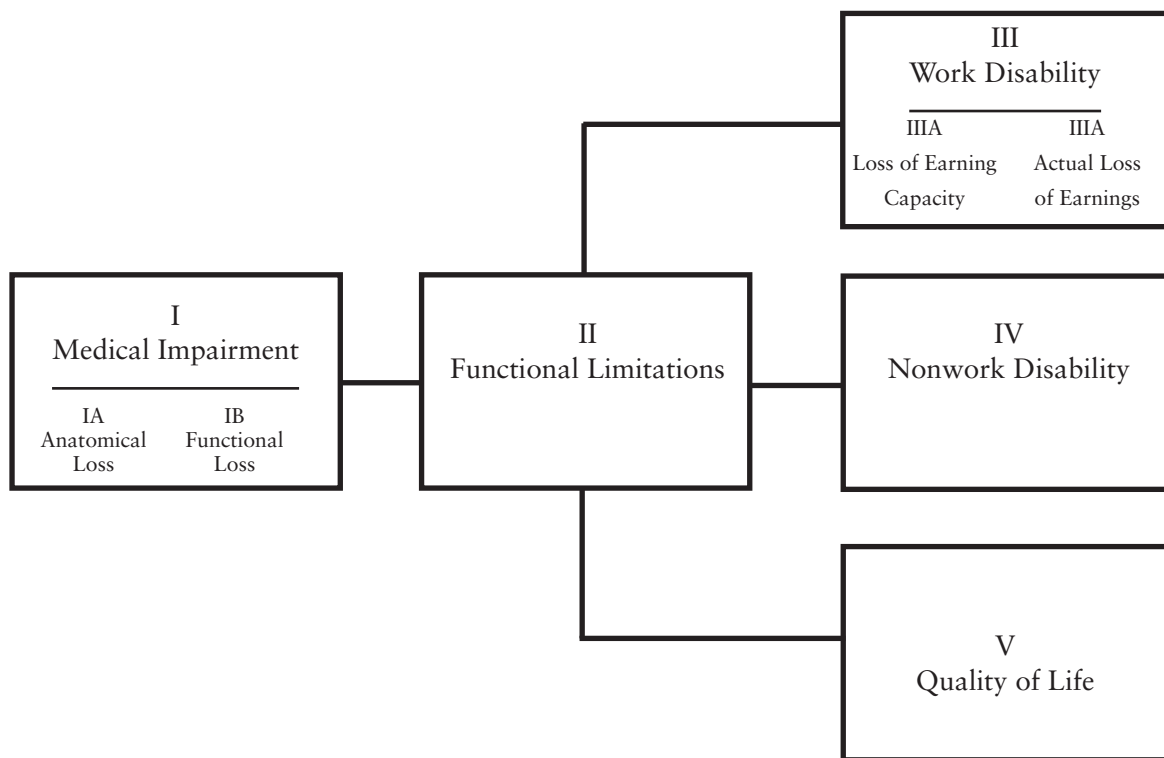 III
Work Disability
IIIA
Loss of Earning
Capacity
IIIA
Actual Loss
of Earnings
I
Medical Impairment
IA
Anatomical
Loss
IB
Functional
Loss
II
Functional Limitations
IV
Nonwork Disability
V
Quality of Life